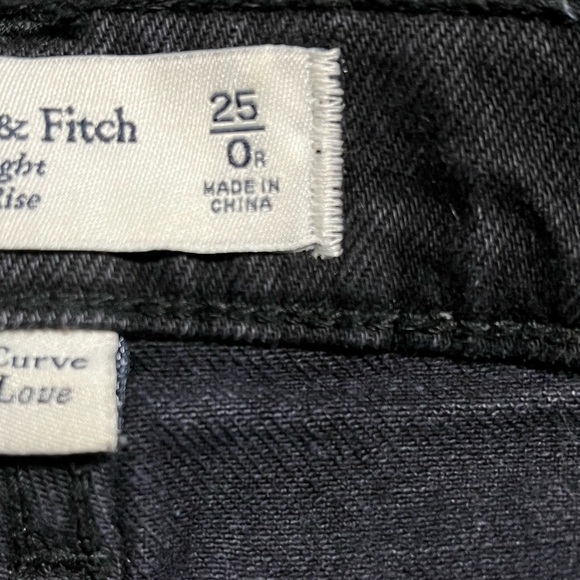 & Fitch
ght
Rise
25
0R
MADE IN
CHINA
Curve
Love